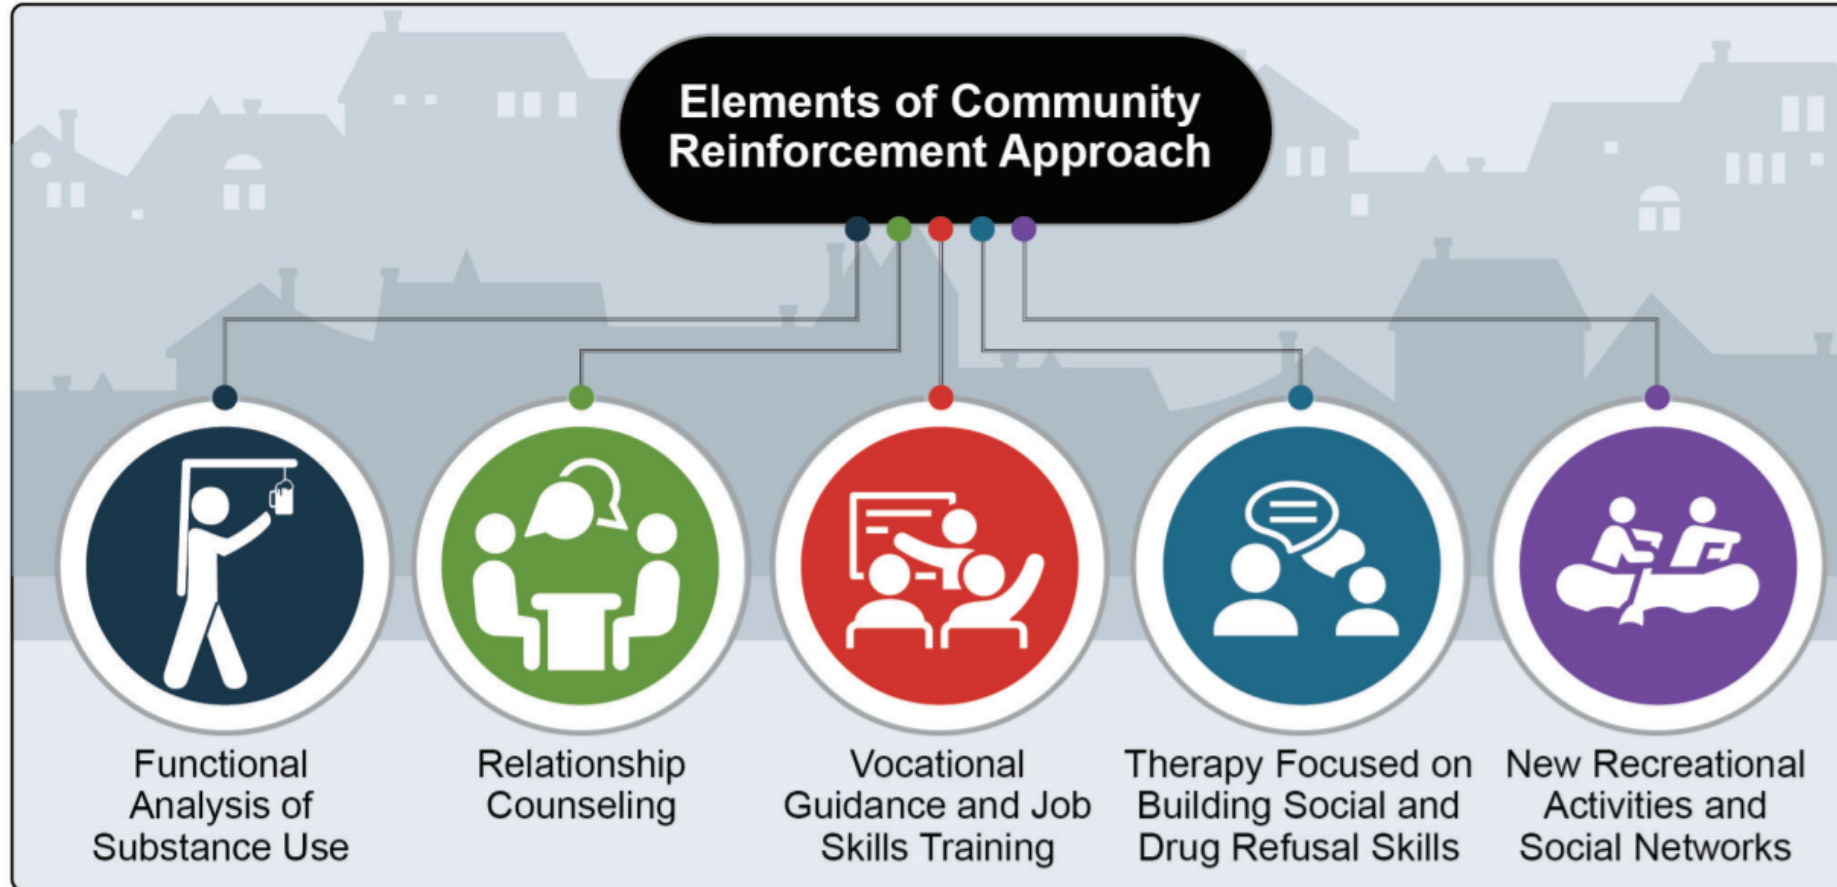 Elements of Community
Reinforcement Approach
Functional
Analysis of
Substance Use
Relationship
Counseling
Vocational
Guidance and Job
Skills Training
Therapy Focused on
Building Social and
Drug Refusal Skills
New Recreational
Activities and
Social Networks